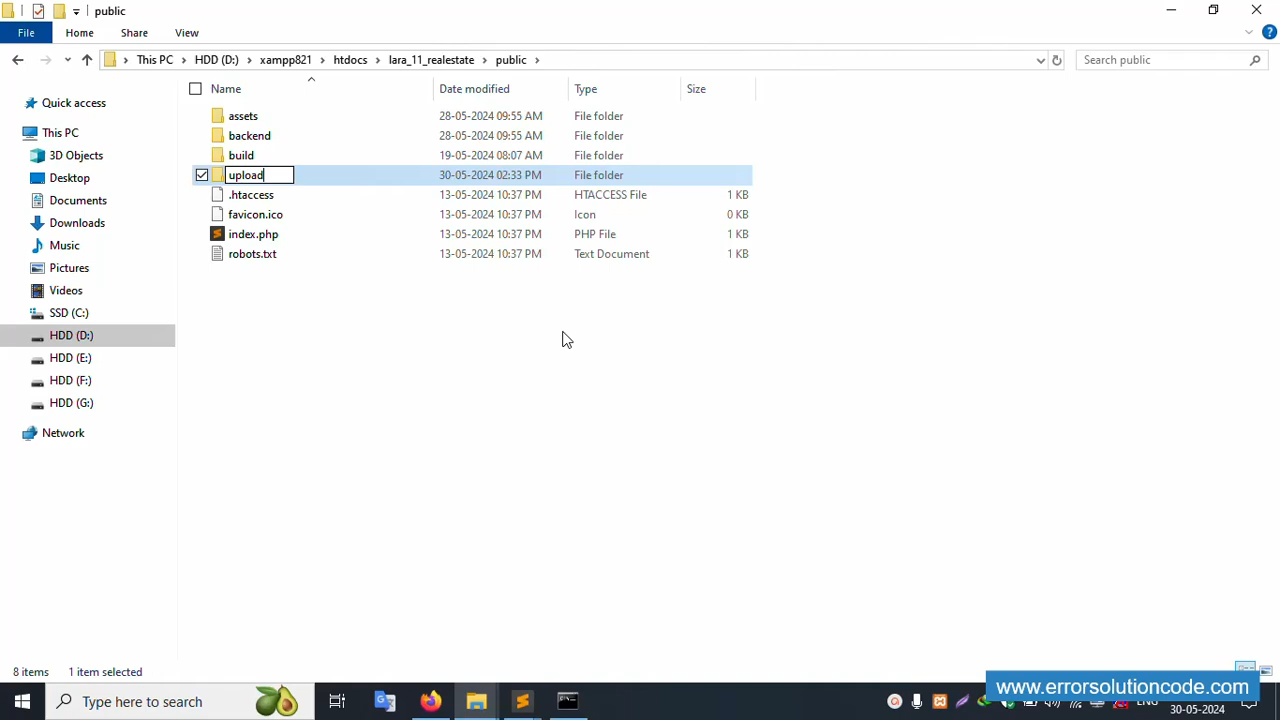 public
File Home Share View
This PC HDD (D:) xampp821 htdocs lara_11_realestate public Search public
Name Date modified Type Size
Quick access
This PC
3D Objects
Desktop
Documents
Downloads
Music
Pictures
Videos
SSD (C:)
HDD (D:)
HDD (E:)
HDD (F:)
HDD (G:)
Network
assets 28-05-2024 09:55 AM File folder
backend 28-05-2024 09:55 AM File folder
build 19-05-2024 08:07 AM File folder
upload 30-05-2024 02:33 PM File folder
.htaccess 13-05-2024 10:37 PM HTACCESS File 1 KB
favicon.ico 13-05-2024 10:37 PM Icon 0 KB
index.php 13-05-2024 10:37 PM PHP File 1 KB
robots.txt 13-05-2024 10:37 PM Text Document 1 KB
8 items 1 item selected
www.errorsolutioncode.com
Type here to search
ENG
30-05-2024